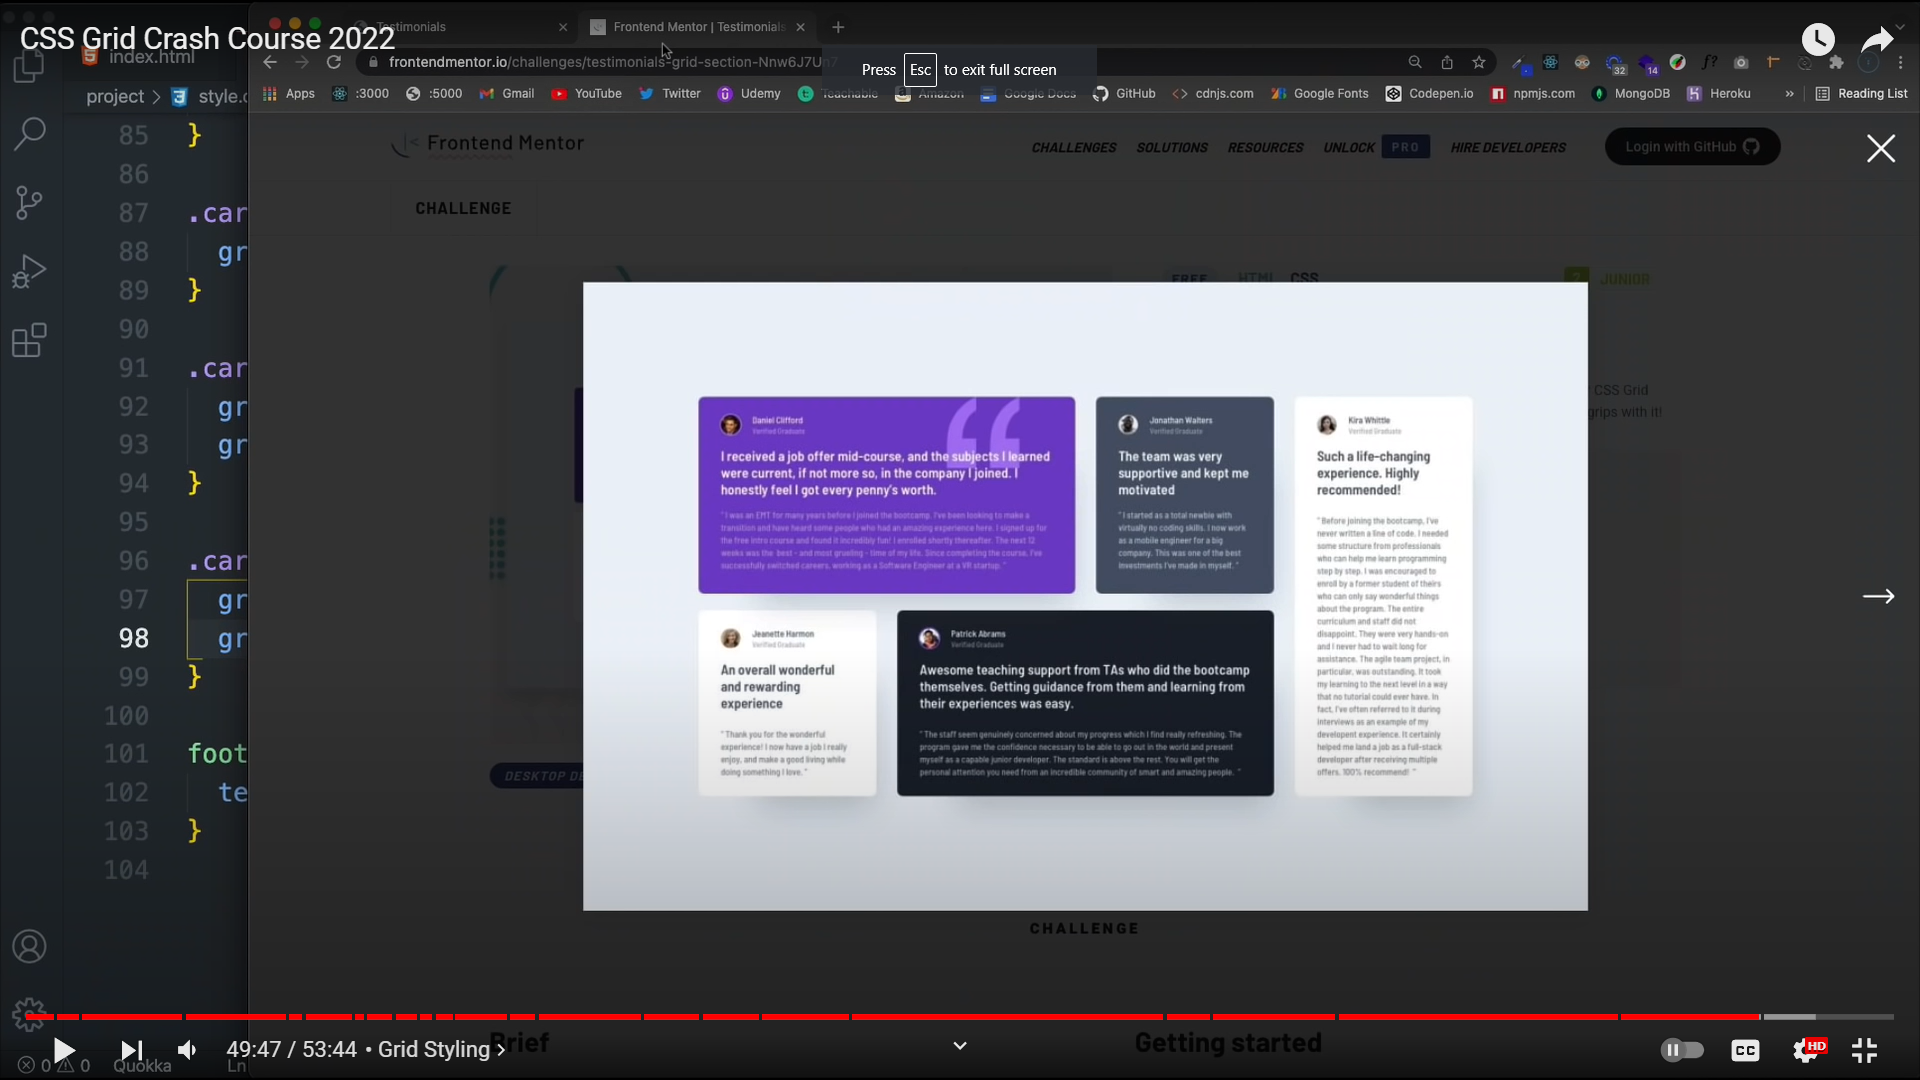 CSS Grid Crash Course 2022
Testimonials
Frontend Mentor | Testimonials
index.html
frontendmentor.io/challenges/testimonials-grid-section-Nnw6J7Un7
Press Esc to exit full screen
32
14
f?
project > style.c
Apps
:3000
:5000
Gmail
YouTube
Twitter
Udemy
Teachable
Amazon
Google Docs
GitHub
cdnjs.com
Google Fonts
Codepen.io
npmjs.com
MongoDB
Heroku
»
Reading List
Frontend Mentor
CHALLENGES
SOLUTIONS
RESOURCES
UNLOCK PRO
HIRE DEVELOPERS
Login with GitHub
CHALLENGE
FREE
HTML
CSS
2 JUNIOR
CSS Grid
grips with it!
85 }
86
87 .car
88 gr
89 }
90
91 .car
92 gr
93 gr
94 }
95
96 .car
97 gr
98 gr
99 }
100
101 foot
102 te
103 }
104
Daniel Clifford
Verified Graduate
I received a job offer mid-course, and the subjects I learned
were current, if not more so, in the company I joined. I
honestly feel I got every penny's worth.
" I was an EMT for many years before I joined the bootcamp. I've been looking to make a
transition and have heard some people who had an amazing experience here. I signed up for
the free intro course and found it incredibly fun! I enrolled shortly thereafter. The next 12
weeks was the best - and most grueling - time of my life. Since completing the course, I've
successfully switched careers, working as a Software Engineer at a VR startup. "
Jonathan Walters
Verified Graduate
The team was very
supportive and kept me
motivated
" I started as a total newbie with
virtually no coding skills. I now work
as a mobile engineer for a big
company. This was one of the best
investments I've made in myself. "
Kira Whittle
Verified Graduate
Such a life-changing
experience. Highly
recommended!
" Before joining the bootcamp, I've
never written a line of code. I needed
some structure from professionals
who can help me learn programming
step by step. I was encouraged to
enroll by a former student of theirs
who can only say wonderful things
about the program. The entire
curriculum and staff did not
disappoint. They were very hands-on
and I never had to wait long for
assistance. The agile team project, in
particular, was outstanding. It took
my learning to the next level in a way
that no tutorial could ever have. In
fact, I've often referred to it during
interviews as an example of my
developent experience. It certainly
helped me land a job as a full-stack
developer after receiving multiple
offers. 100% recommend! "
Jeanette Harmon
Verified Graduate
An overall wonderful
and rewarding
experience
" Thank you for the wonderful
experience! I now have a job I really
enjoy, and make a good living while
doing something I love. "
Patrick Abrams
Verified Graduate
Awesome teaching support from TAs who did the bootcamp
themselves. Getting guidance from them and learning from
their experiences was easy.
" The staff seem genuinely concerned about my progress which I find really refreshing. The
program gave me the confidence necessary to be able to go out in the world and present
myself as a capable junior developer. The standard is above the rest. You will get the
personal attention you need from an incredible community of smart and amazing people. "
DESKTOP DE
CHALLENGE
Brief
Getting started
49:47 / 53:44 • Grid Styling >
CC
HD
0 0 Quokka Ln